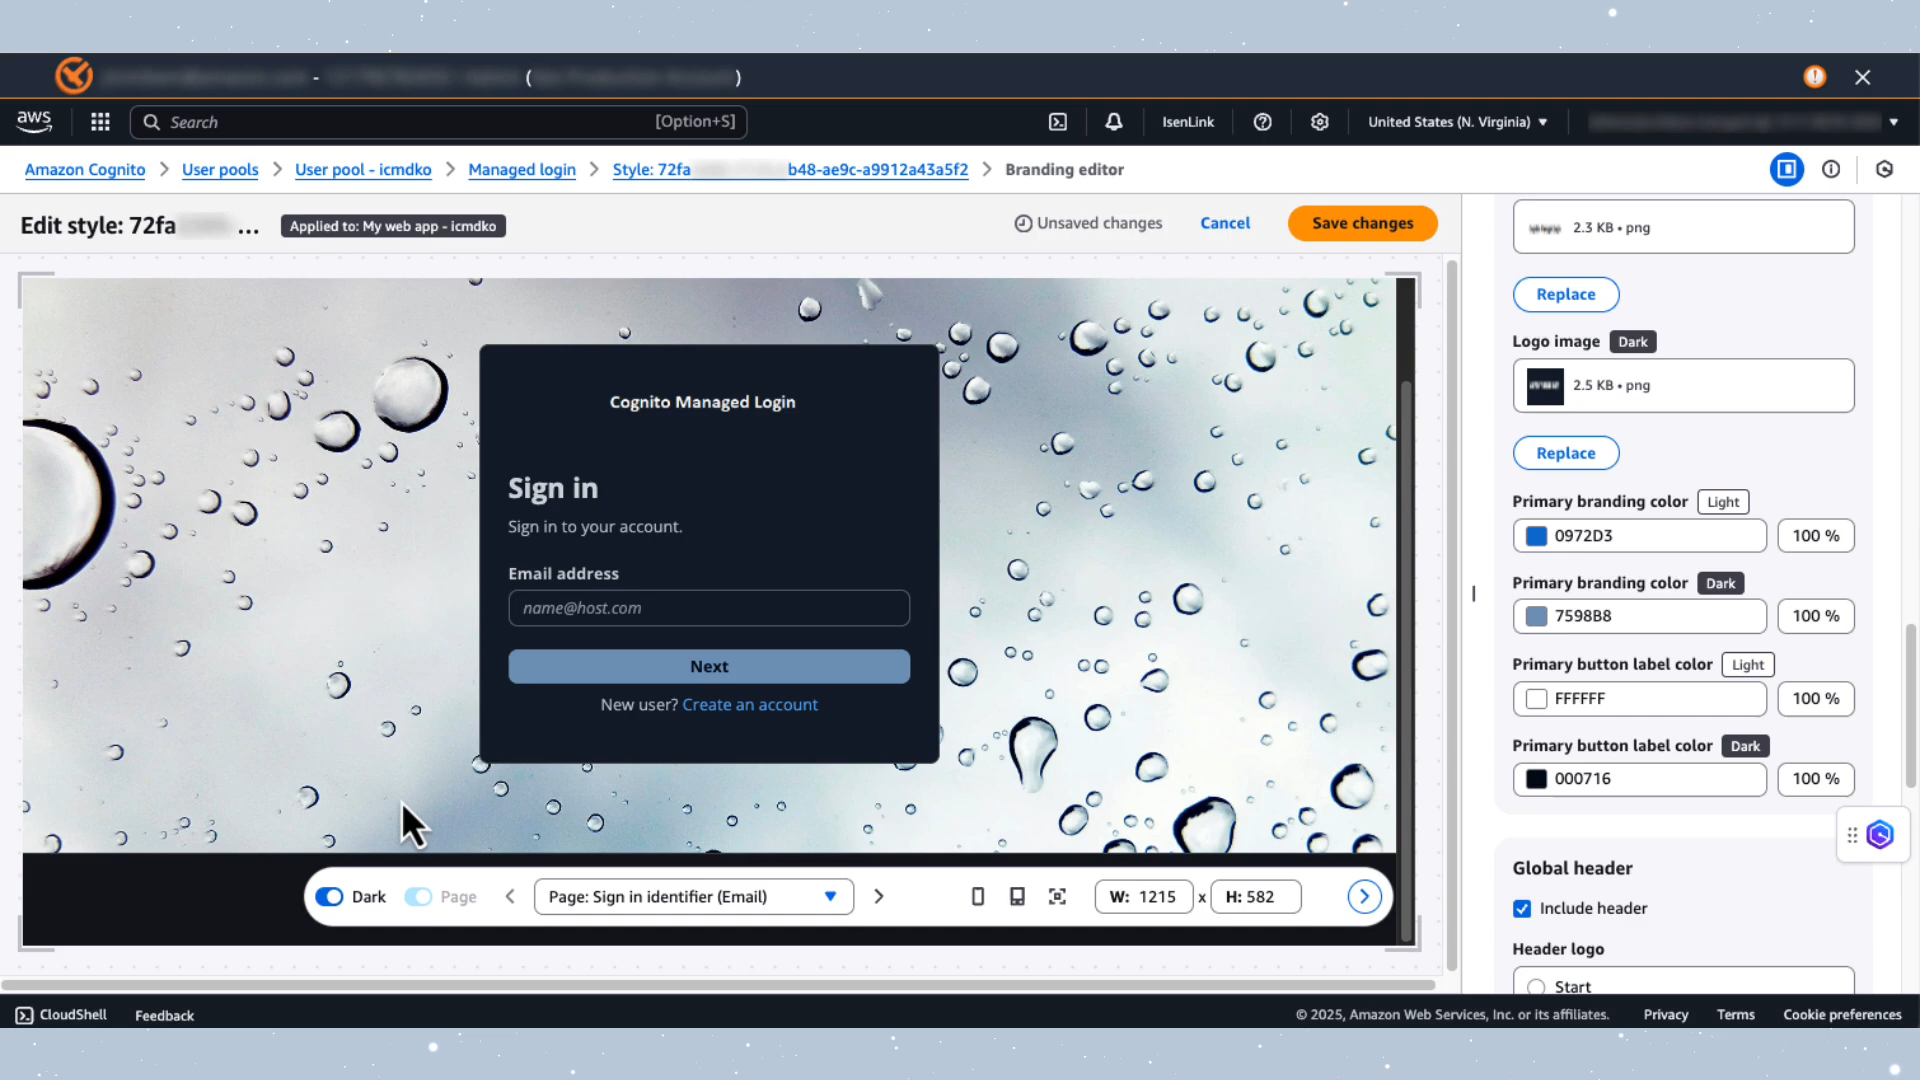 - ( )
aws
Search [Option+S]
IsenLink
United States (N. Virginia)
Amazon Cognito
User pools
User pool - icmdko
Managed login
Style: 72fa b48-ae9c-a9912a43a5f2
Branding editor
Edit style: 72fa ...
Applied to: My web app - icmdko
Unsaved changes
Cancel
Save changes
Cognito Managed Login
Sign in
Sign in to your account.
Email address
name@host.com
Next
New user? Create an account
Dark
Page
Page: Sign in identifier (Email)
W: 1215 x H: 582
2.3 KB • png
Replace
Logo image Dark
2.5 KB • png
Replace
Primary branding color Light
0972D3 100 %
Primary branding color Dark
7598B8 100 %
Primary button label color Light
FFFFFF 100 %
Primary button label color Dark
000716 100 %
Global header
Include header
Header logo
Start
CloudShell
Feedback
© 2025, Amazon Web Services, Inc. or its affiliates.
Privacy
Terms
Cookie preferences